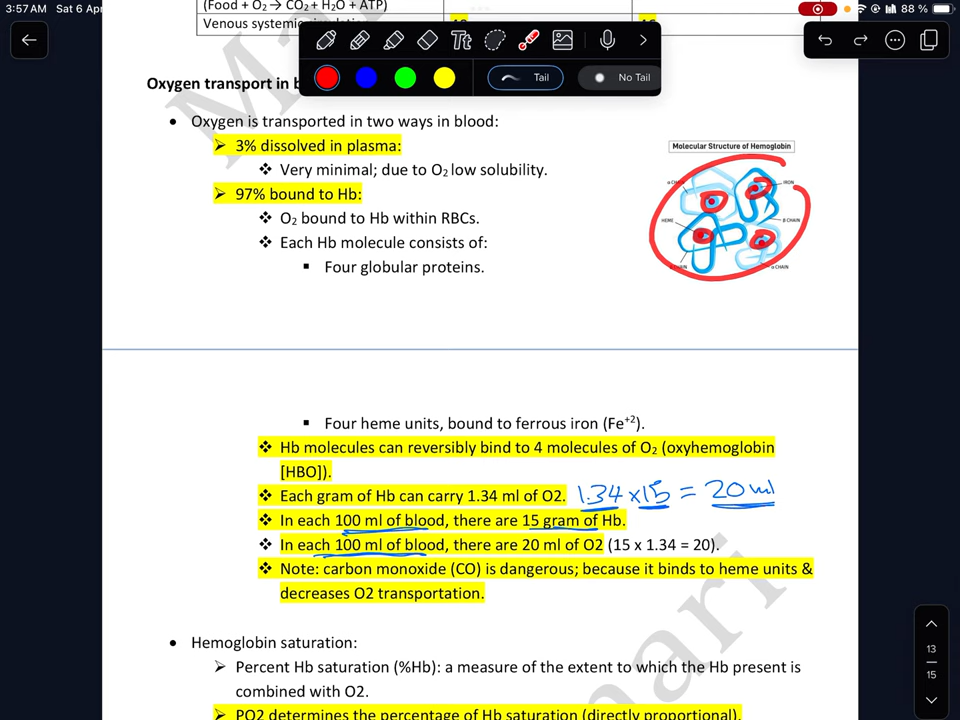 3:57 AM Sat 6 Apr
88 %
(Food + O2 → CO2 + H2O + ATP)
Venous systemic
Tt
Tail
No Tail
Oxygen transport in b
• Oxygen is transported in two ways in blood:
➢ 3% dissolved in plasma:
❖ Very minimal; due to O2 low solubility.
➢ 97% bound to Hb:
❖ O2 bound to Hb within RBCs.
❖ Each Hb molecule consists of:
▪ Four globular proteins.
Molecular Structure of Hemoglobin
α CHAIN
IRON
HEME
β CHAIN
CHAIN
α CHAIN
▪ Four heme units, bound to ferrous iron (Fe+2).
❖ Hb molecules can reversibly bind to 4 molecules of O2 (oxyhemoglobin
[HBO]).
❖ Each gram of Hb can carry 1.34 ml of O2. 1.34 x 15 = 20 ml
❖ In each 100 ml of blood, there are 15 gram of Hb.
❖ In each 100 ml of blood, there are 20 ml of O2 (15 x 1.34 = 20).
❖ Note: carbon monoxide (CO) is dangerous; because it binds to heme units &
decreases O2 transportation.
• Hemoglobin saturation:
➢ Percent Hb saturation (%Hb): a measure of the extent to which the Hb present is
combined with O2.
➢ PO2 determines the percentage of Hb saturation (directly proportional).
13
15
mari